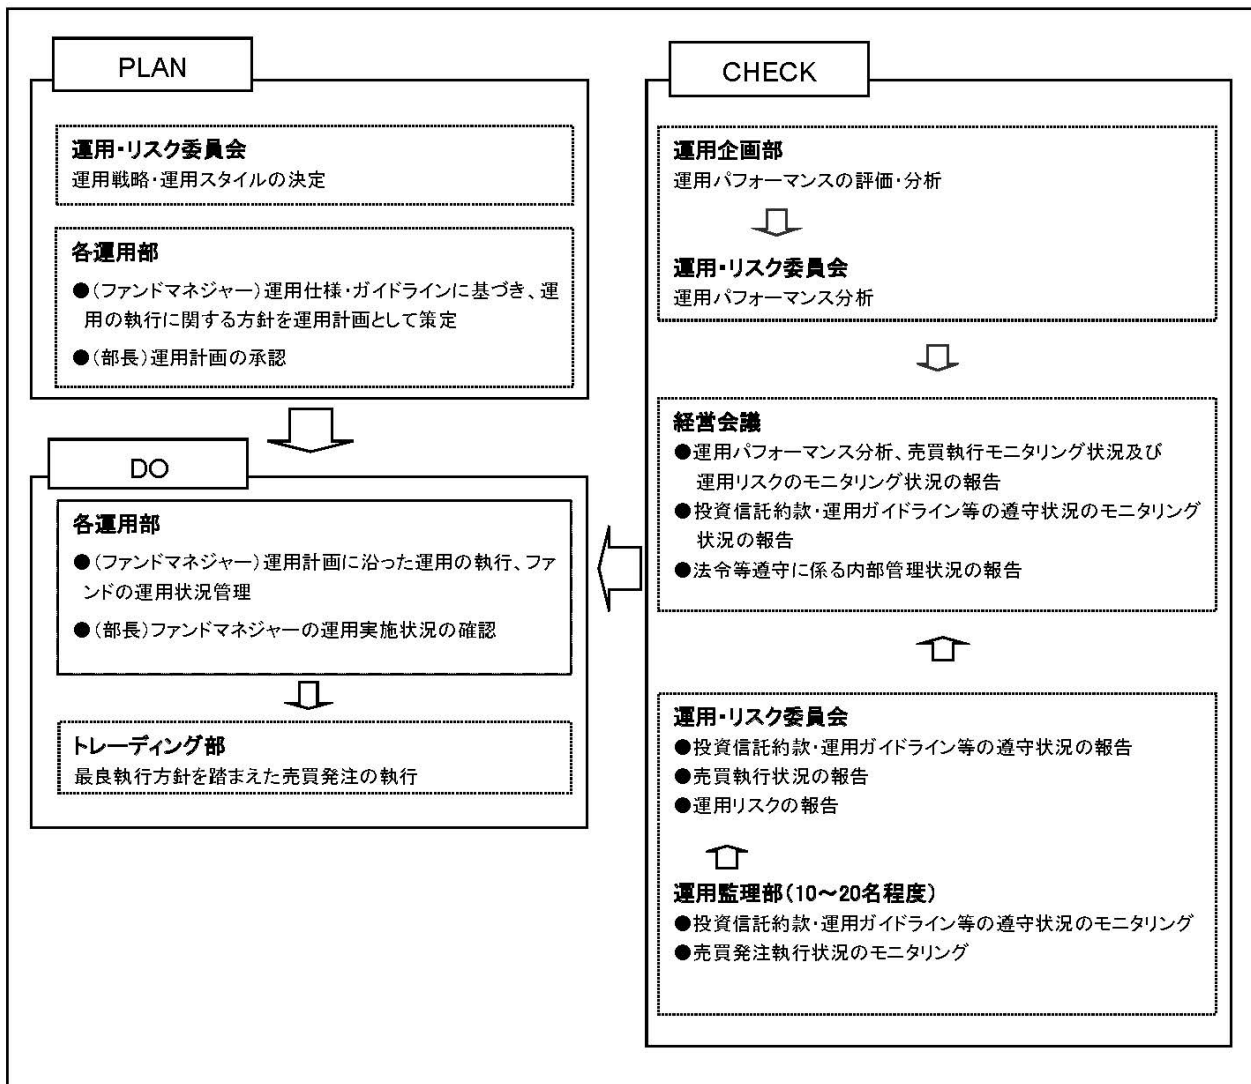 PLAN
運用・リスク委員会
運用戦略・運用スタイルの決定
各運用部
●(ファンドマネジャー)運用仕様・ガイドラインに基づき、運
用の執行に関する方針を運用計画として策定
●(部長)運用計画の承認
DO
各運用部
●(ファンドマネジャー)運用計画に沿った運用の執行、ファ
ンドの運用状況管理
●(部長)ファンドマネジャーの運用実施状況の確認
トレーディング部
最良執行方針を踏まえた売買発注の執行
CHECK
運用企画部
運用パフォーマンスの評価・分析
運用・リスク委員会
運用パフォーマンス分析
経営会議
●運用パフォーマンス分析、売買執行モニタリング状況及び
運用リスクのモニタリング状況の報告
●投資信託約款・運用ガイドライン等の遵守状況のモニタリング
状況の報告
●法令等遵守に係る内部管理状況の報告
運用・リスク委員会
●投資信託約款・運用ガイドライン等の遵守状況の報告
●売買執行状況の報告
●運用リスクの報告
運用監理部(10～20名程度)
●投資信託約款・運用ガイドライン等の遵守状況のモニタリング
●売買発注執行状況のモニタリング